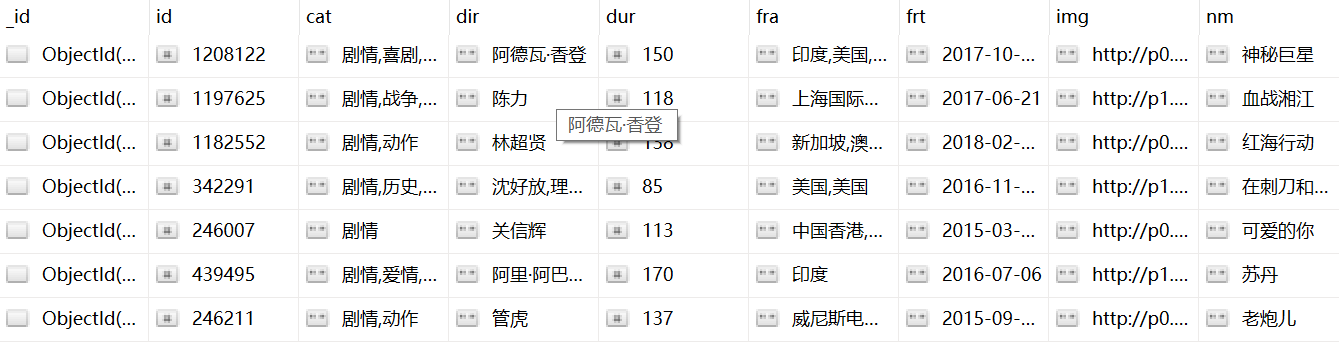 _id id cat dir dur fra frt img nm
ObjectId(... 1208122 剧情,喜剧,... 阿德瓦·香登 150 印度,美国,... 2017-10-... http://p0.... 神秘巨星
ObjectId(... 1197625 剧情,战争,... 陈力 118 上海国际... 2017-06-21 http://p1.... 血战湘江
阿德瓦·香登
ObjectId(... 1182552 剧情,动作 林超贤 138 新加坡,澳... 2018-02-... http://p1.... 红海行动
ObjectId(... 342291 剧情,历史,... 沈好放,理... 85 美国,美国 2016-11-... http://p1.... 在刺刀和...
ObjectId(... 246007 剧情 关信辉 113 中国香港,... 2015-03-... http://p0.... 可爱的你
ObjectId(... 439495 剧情,爱情,... 阿里·阿巴... 170 印度 2016-07-06 http://p1.... 苏丹
ObjectId(... 246211 剧情,动作 管虎 137 威尼斯电... 2015-09-... http://p0.... 老炮儿